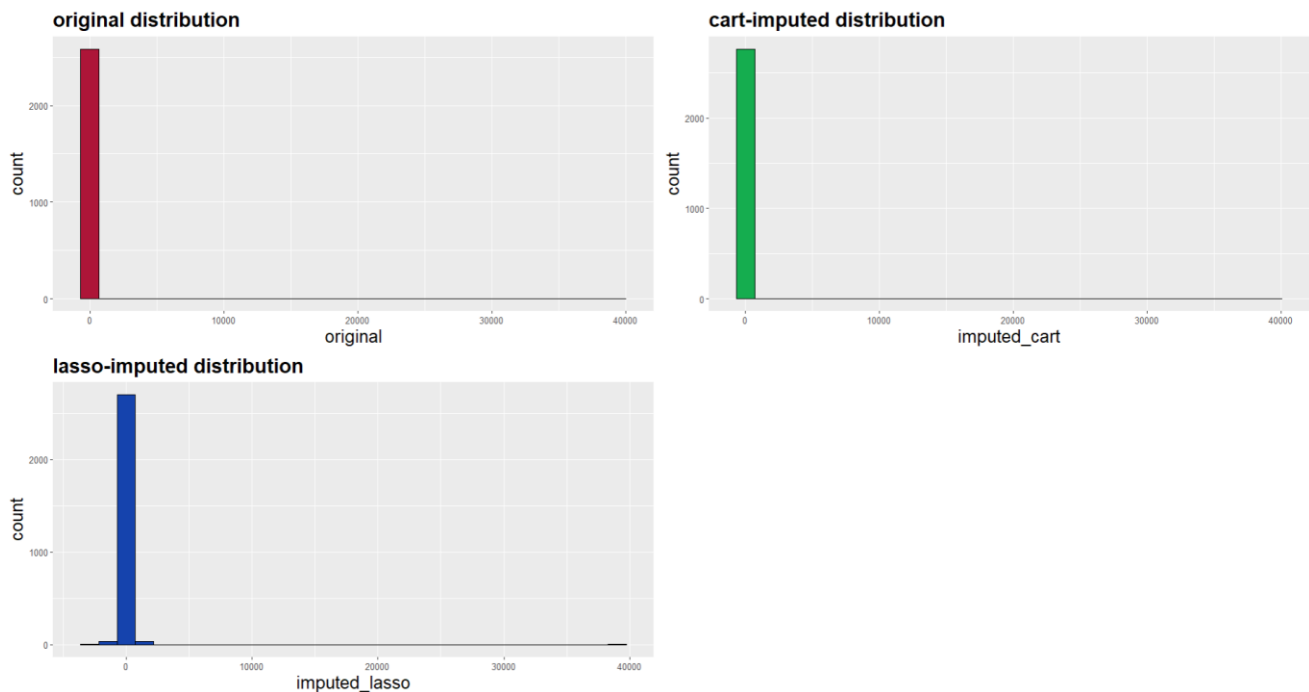 original distribution
count
2000
1000
0
0 10000 20000 30000 40000
original
cart-imputed distribution
count
2000
1000
0
0 10000 20000 30000 40000
imputed_cart
lasso-imputed distribution
count
2000
1000
0
0 10000 20000 30000 40000
imputed_lasso